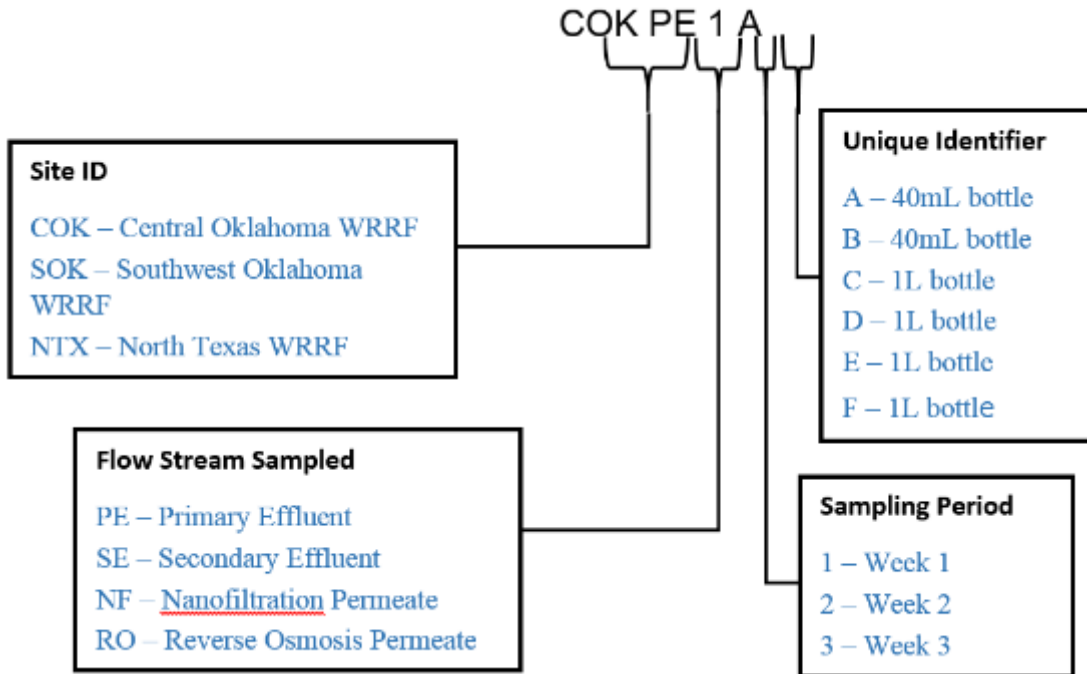 COK PE 1 A
Site ID
COK – Central Oklahoma WRRF
SOK – Southwest Oklahoma
WRRF
NTX – North Texas WRRF
Flow Stream Sampled
PE – Primary Effluent
SE – Secondary Effluent
NF – Nanofiltration Permeate
RO – Reverse Osmosis Permeate
Unique Identifier
A – 40mL bottle
B – 40mL bottle
C – 1L bottle
D – 1L bottle
E – 1L bottle
F – 1L bottle
Sampling Period
1 – Week 1
2 – Week 2
3 – Week 3